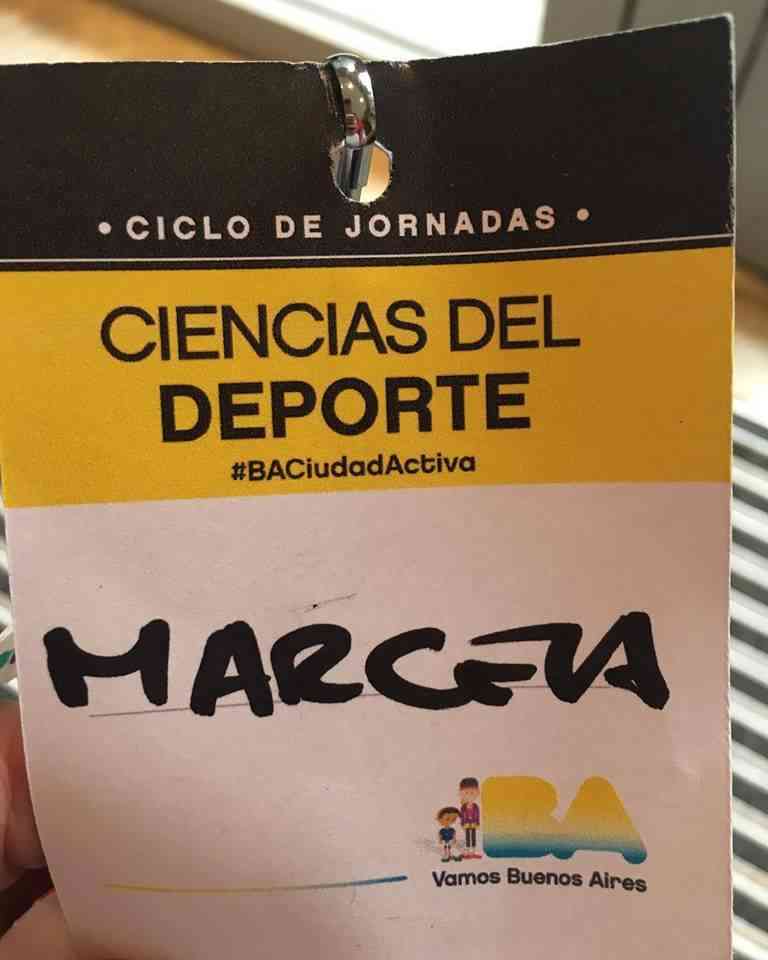 • CICLO DE JORNADAS •
CIENCIAS DEL
DEPORTE
#BACiudadActiva
MARCELA
BA
Vamos Buenos Aires